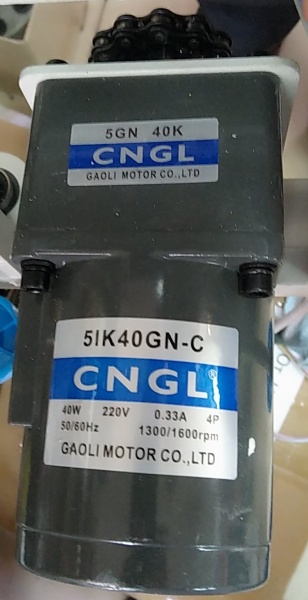 5GN 40K
CNGL
GAOLI MOTOR CO.,LTD
5IK40GN-C
CNGL®
40W 220V 0.33A 4P
50/60Hz 1300/1600rpm
GAOLI MOTOR CO.,LTD